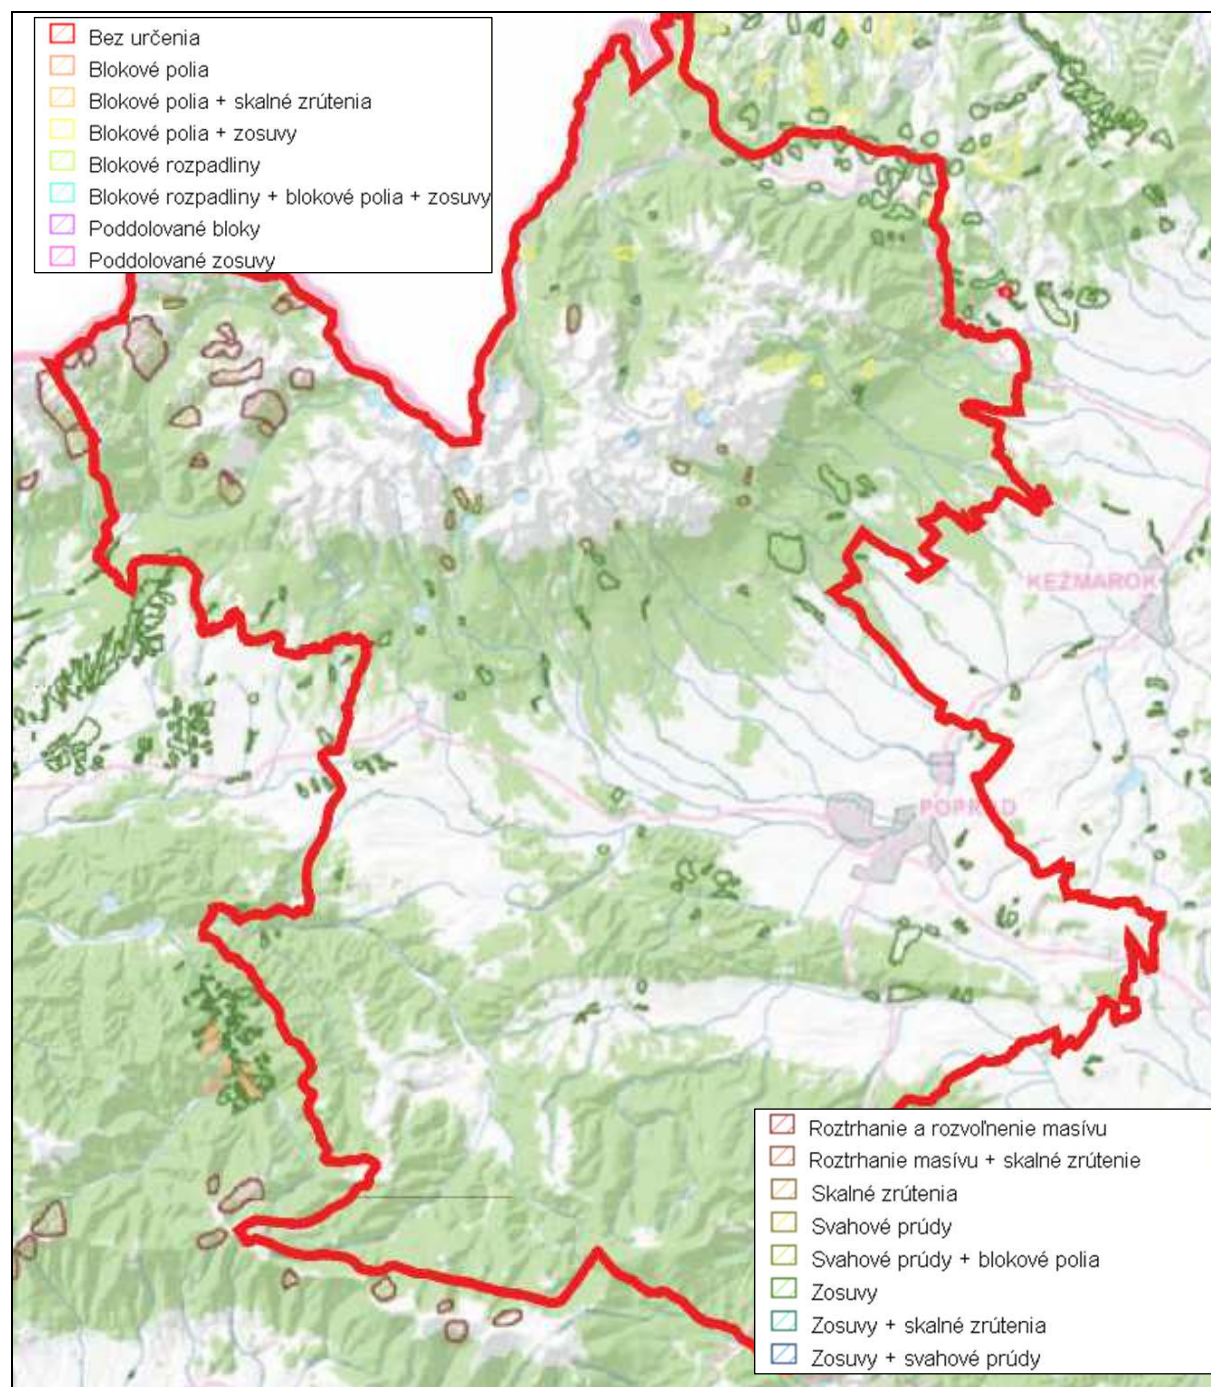 Bez určenia
Blokové polia
Blokové polia + skalné zrútenia
Blokové polia + zosuvy
Blokové rozpadliny
Blokové rozpadliny + blokové polia + zosuvy
Poddolované bloky
Poddolované zosuvy
KEŽMAROK
POPRAD
Roztrhanie a rozvoľnenie masívu
Roztrhanie masívu + skalné zrútenie
Skalné zrútenia
Svahové prúdy
Svahové prúdy + blokové polia
Zosuvy
Zosuvy + skalné zrútenia
Zosuvy + svahové prúdy